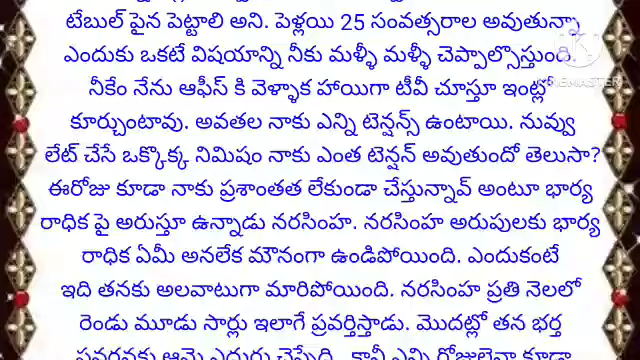 టేబుల్ పైన పెట్టాలి అని. పెళ్లయి 25 సంవత్సరాల అవుతున్నా
ఎందుకు ఒకటే విషయాన్ని నీకు మళ్ళీ మళ్ళీ చెప్పాల్సొస్తుంది.
నీకేం నేను ఆఫీస్ కి వెళ్ళాక హాయిగా టీవీ చూస్తూ ఇంట్లో
కూర్చుంటావు. అవతల నాకు ఎన్ని టెన్షన్స్ ఉంటాయి. నువ్వు
లేట్ చేసే ఒక్కొక్క నిమిషం నాకు ఎంత టెన్షన్ అవుతుందో తెలుసా?
ఈరోజు కూడా నాకు ప్రశాంతత లేకుండా చేస్తున్నావ్ అంటూ భార్య
రాధిక పై అరుస్తూ ఉన్నాడు నరసింహ. నరసింహ అరుపులకు భార్య
రాధిక ఏమీ అనలేక మౌనంగా ఉండిపోయింది. ఎందుకంటే
ఇది తనకు అలవాటుగా మారిపోయింది. నరసింహ ప్రతి నెలలో
రెండు మూడు సార్లు ఇలాగే ప్రవర్తిస్తాడు. మొదట్లో తన భర్త